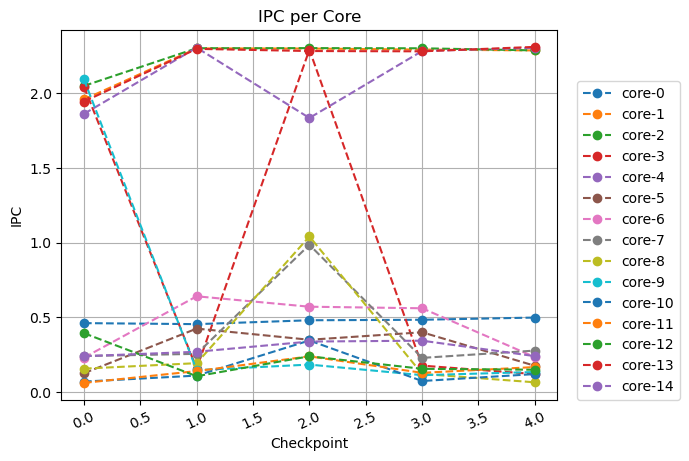 IPC per Core
IPC
2.0
1.5
1.0
0.5
0.0
0.0
0.5
1.0
1.5
2.0
2.5
3.0
3.5
4.0
Checkpoint
core-0
core-1
core-2
core-3
core-4
core-5
core-6
core-7
core-8
core-9
core-10
core-11
core-12
core-13
core-14